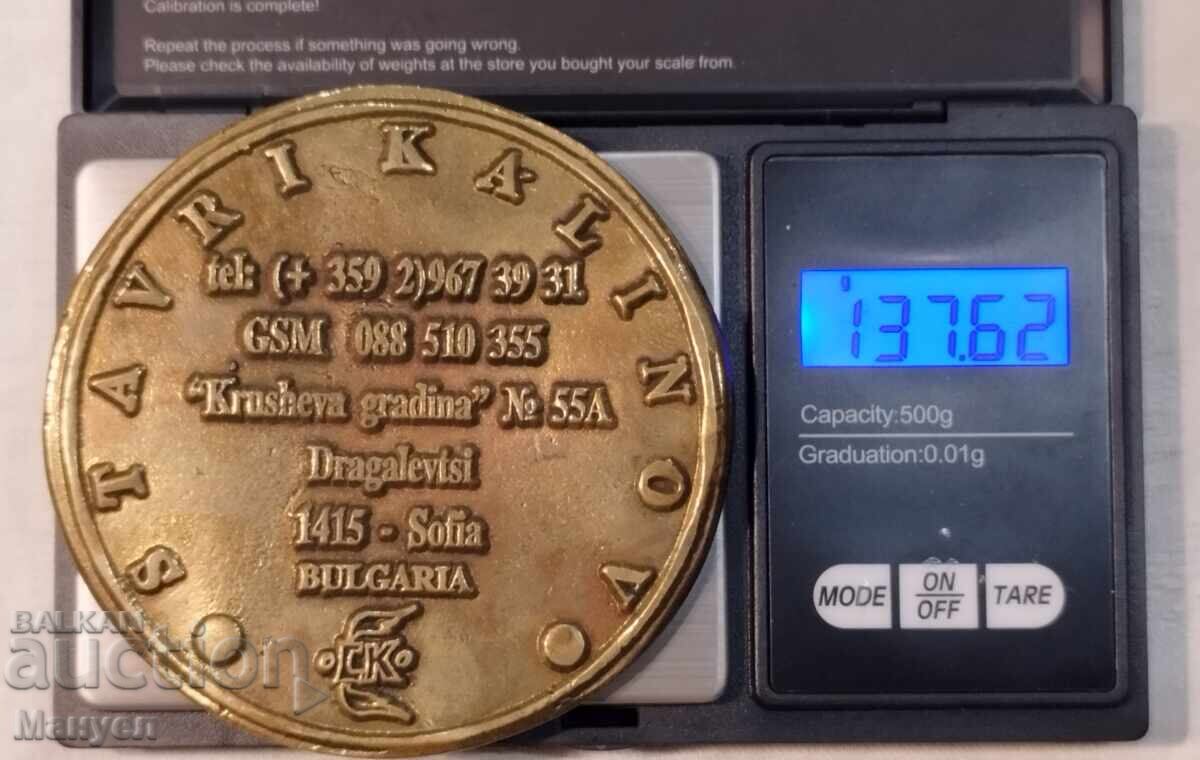 Calibration is complete!
Repeat the process if something was going wrong.
Please check the availability of weights at the store you bought your scale from.
STAVRI KALINOV
tel: (+ 359 2)967 39 31
GSM 088 510 355
"Krusheva gradina" № 55A
Dragalevtsi
1415 - Sofia
BULGARIA
СК
137.62
Capacity:500g
Graduation:0.01g
MODE
ON
OFF
TARE
BALKAN
auction
Мануел